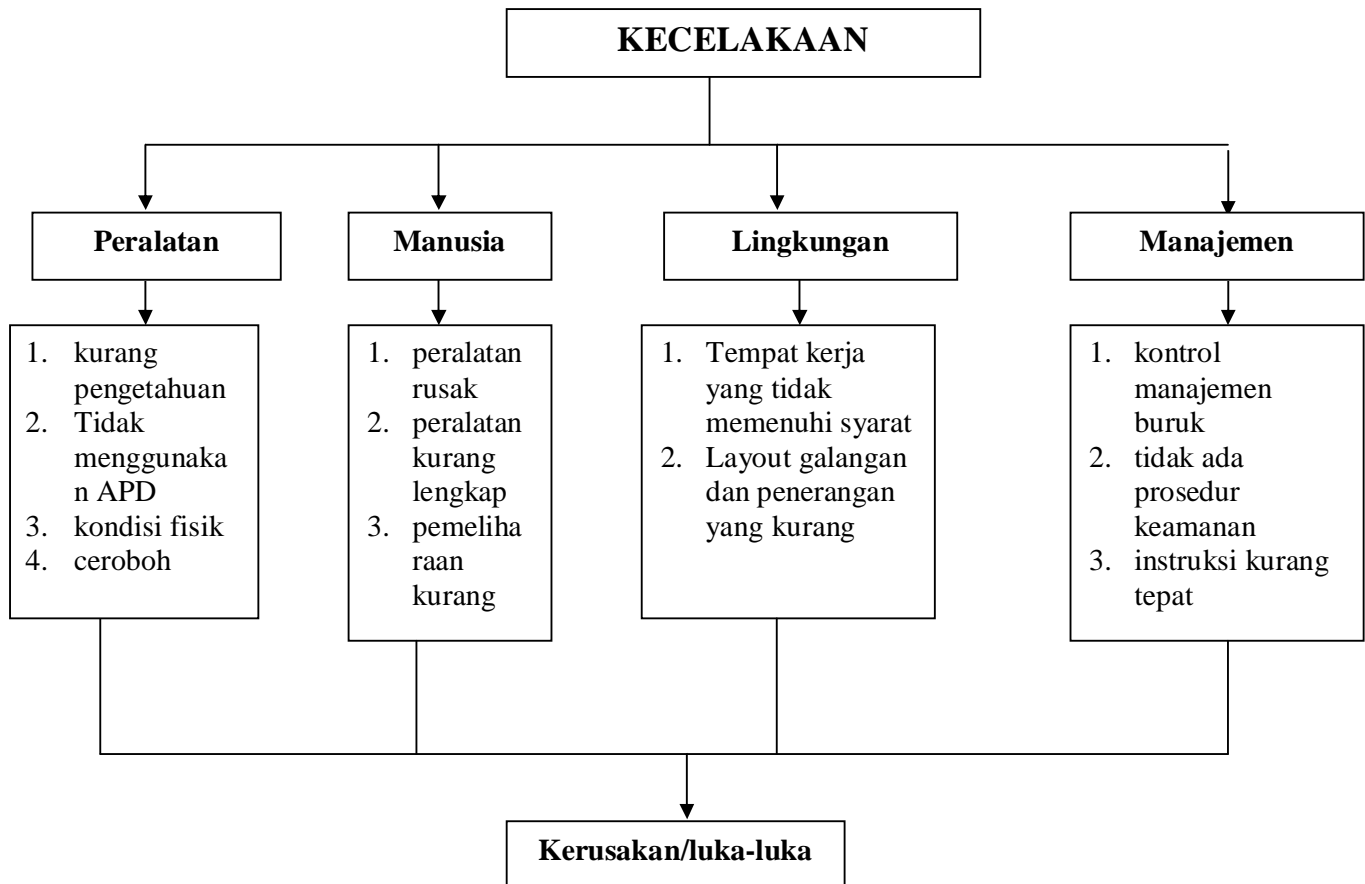 KECELAKAAN
Peralatan
Manusia
Lingkungan
Manajemen
1. kurang
pengetahuan
2. Tidak
menggunaka
n APD
3. kondisi fisik
4. ceroboh
1. peralatan
rusak
2. peralatan
kurang
lengkap
3. pemeliha
raan
kurang
1. Tempat kerja
yang tidak
memenuhi syarat
2. Layout galangan
dan penerangan
yang kurang
1. kontrol
manajemen
buruk
2. tidak ada
prosedur
keamanan
3. instruksi kurang
tepat
Kerusakan/luka-luka